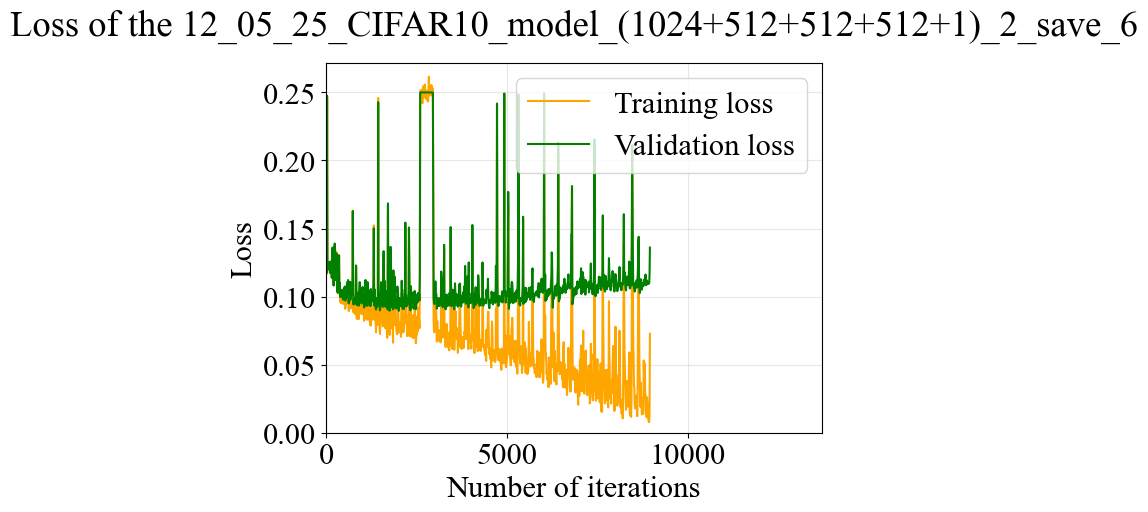 Loss of the 12_05_25_CIFAR10_model_(1024+512+512+512+1)_2_save_6
0.25
0.20
0.15
0.10
0.05
0.00
Loss
Training loss
Validation loss
0
5000
10000
Number of iterations